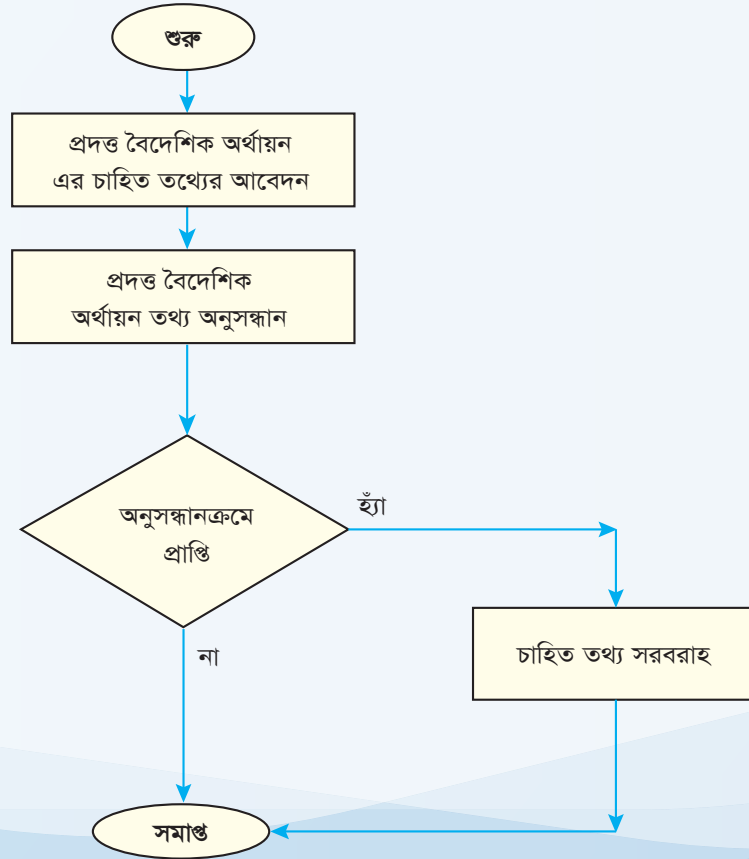 শুরু
প্রদত্ত বৈদেশিক অর্থায়ন
এর চাহিত তথ্যের আবেদন
প্রদত্ত বৈদেশিক
অর্থায়ন তথ্য অনুসন্ধান
অনুসন্ধানক্রমে
প্রাপ্তি
হ্যাঁ
না
চাহিত তথ্য সরবরাহ
সমাপ্ত